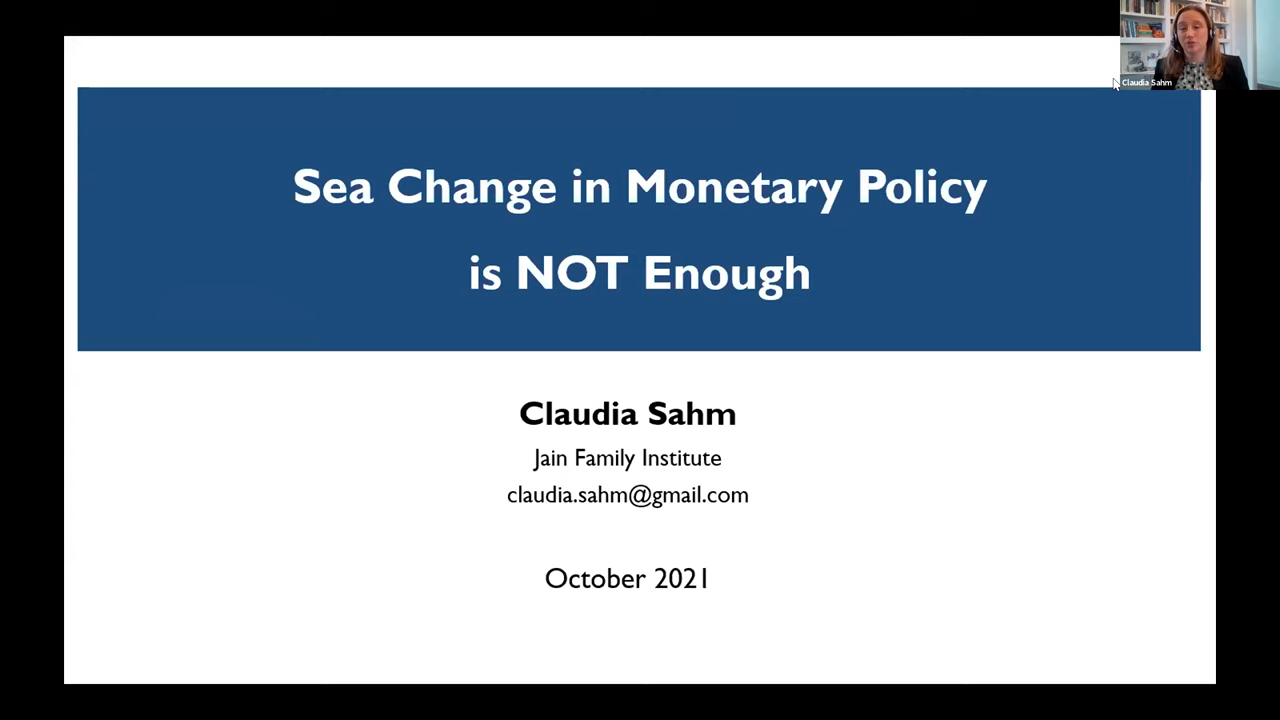 Claudia Sahm
Sea Change in Monetary Policy
is NOT Enough
Claudia Sahm
Jain Family Institute
claudia.sahm@gmail.com
October 2021